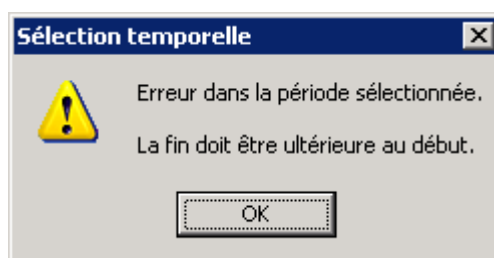 Sélection temporelle
Erreur dans la période sélectionnée.
La fin doit être ultérieure au début.
OK